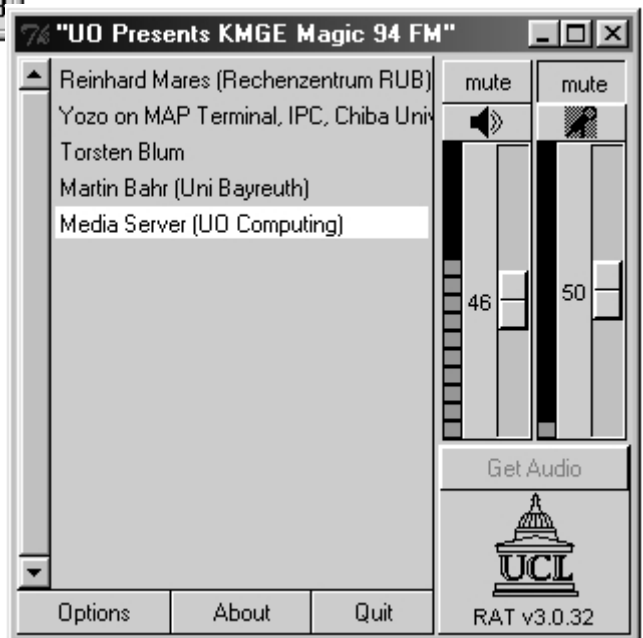 "UO Presents KMGE Magic 94 FM"
Reinhard Mares (Rechenzentrum RUB)
Yozo on MAP Terminal, IPC, Chiba Univ
Torsten Blum
Martin Bahr (Uni Bayreuth)
Media Server (UO Computing)
mute
mute
46
50
Get Audio
UCL
RAT v3.0.32
Options
About
Quit